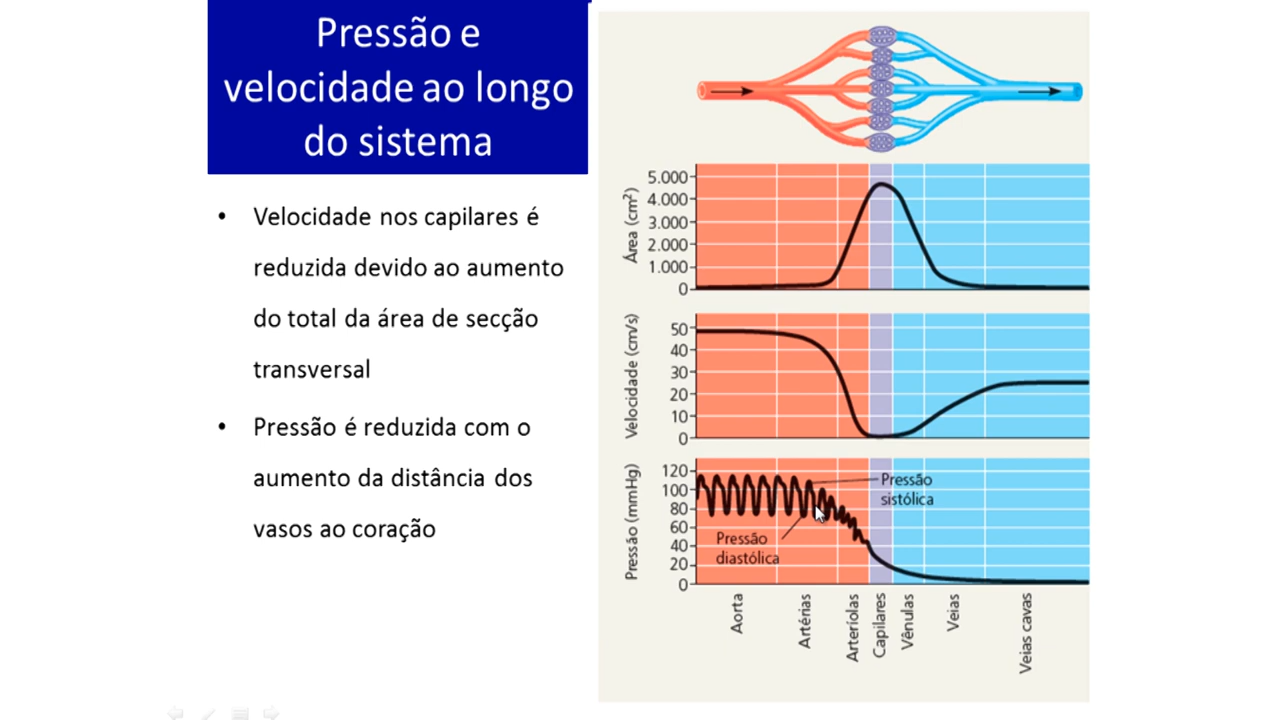 Pressão e
velocidade ao longo
do sistema
• Velocidade nos capilares é
reduzida devido ao aumento
do total da área de secção
transversal
• Pressão é reduzida com o
aumento da distância dos
vasos ao coração
Área (cm²)
5.000
4.000
3.000
2.000
1.000
0
Velocidade (cm/s)
50
40
30
20
10
0
Pressão (mmHg)
120
100
80
60
40
20
0
Pressão
sistólica
Pressão
diastólica
Aorta
Artérias
Arteríolas
Capilares
Vênulas
Veias
Veias cavas